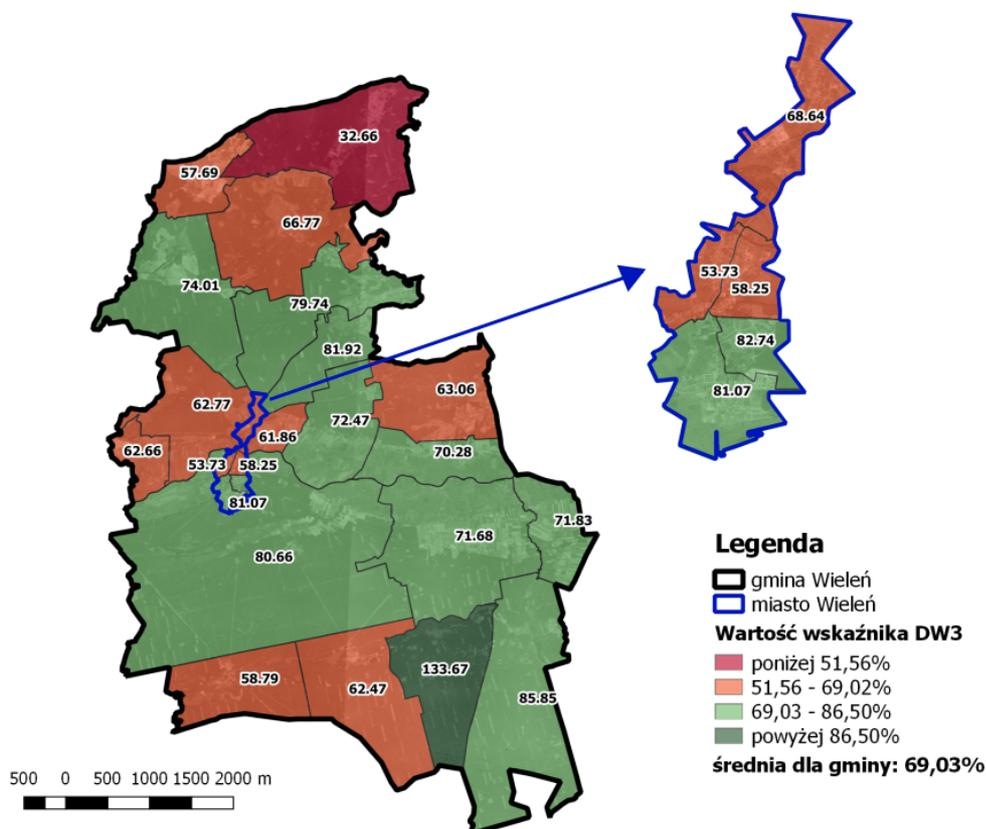 68.64
32.66
57.69
66.77
53.73
58.25
74.01
79.74
82.74
81.92
81.07
63.06
62.77
72.47
61.86
62.66
53.73
58.25
70.28
81.07
71.83
71.68
80.66
Legenda
gmina Wieleń
miasto Wieleń
Wartość wskaźnika DW3
poniżej 51,56%
51,56 - 69,02%
69,03 - 86,50%
powyżej 86,50%
średnia dla gminy: 69,03%
133.67
58.79
62.47
85.85
500 0 500 1000 1500 2000 m